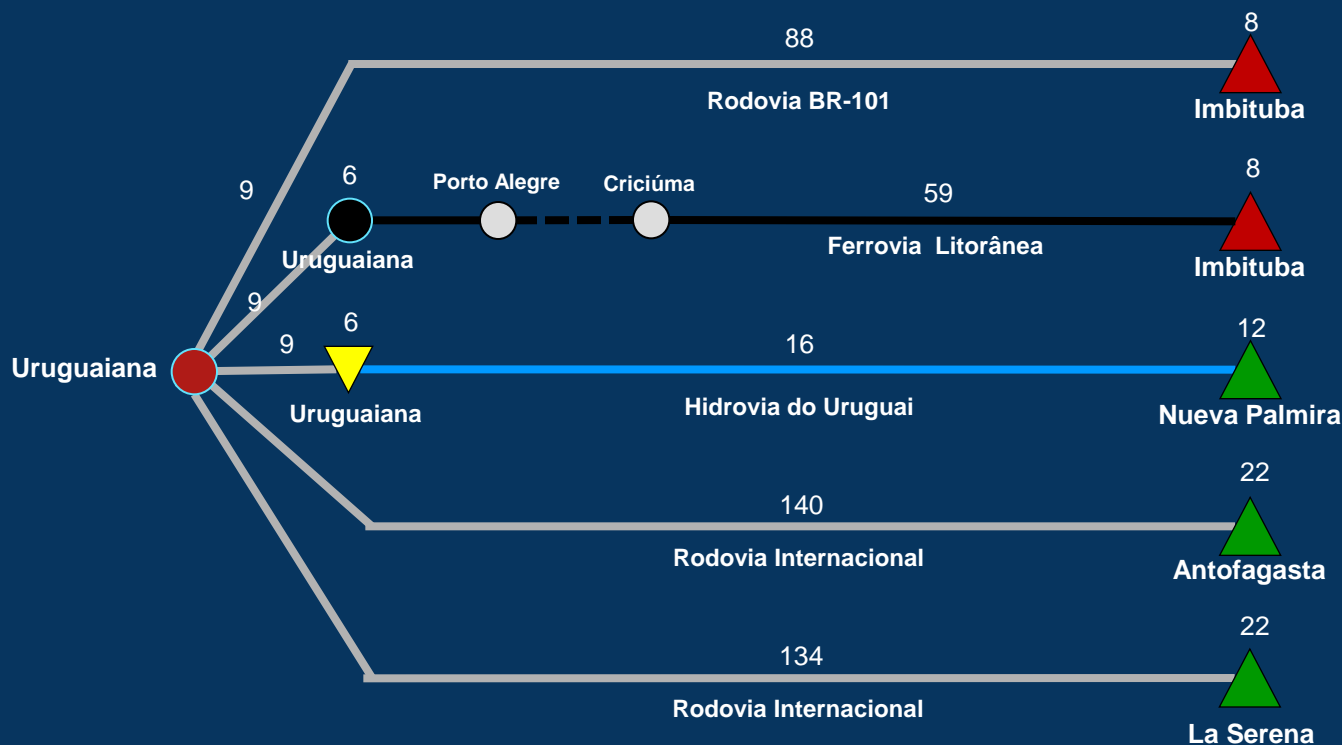 88
8
Rodovia BR-101
Imbituba
9
6
Porto Alegre
Criciúma
59
8
Uruguaiana
Ferrovia Litorânea
Imbituba
9
9
6
16
12
Uruguaiana
Uruguaiana
Hidrovia do Uruguai
Nueva Palmira
140
22
Rodovia Internacional
Antofagasta
134
22
Rodovia Internacional
La Serena